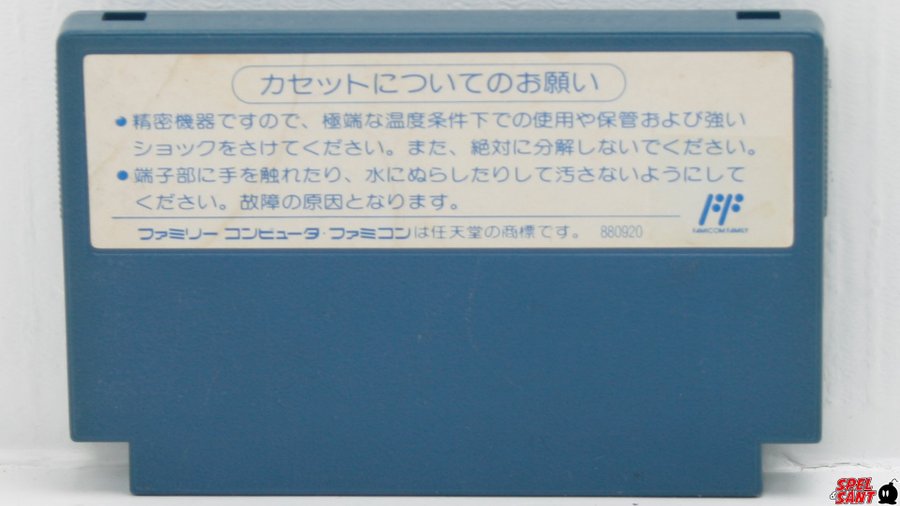 カセットについてのお願い
●精密機器ですので、極端な温度条件下での使用や保管および強い
ショックをさけてください。また、絶対に分解しないでください。
●端子部に手を触れたり、水にぬらしたりして汚さないようにして
ください。故障の原因となります。
FAMICOM FAMILY
ファミリー コンピュータ・ファミコンは任天堂の商標です。 880920
SPEL
SANT